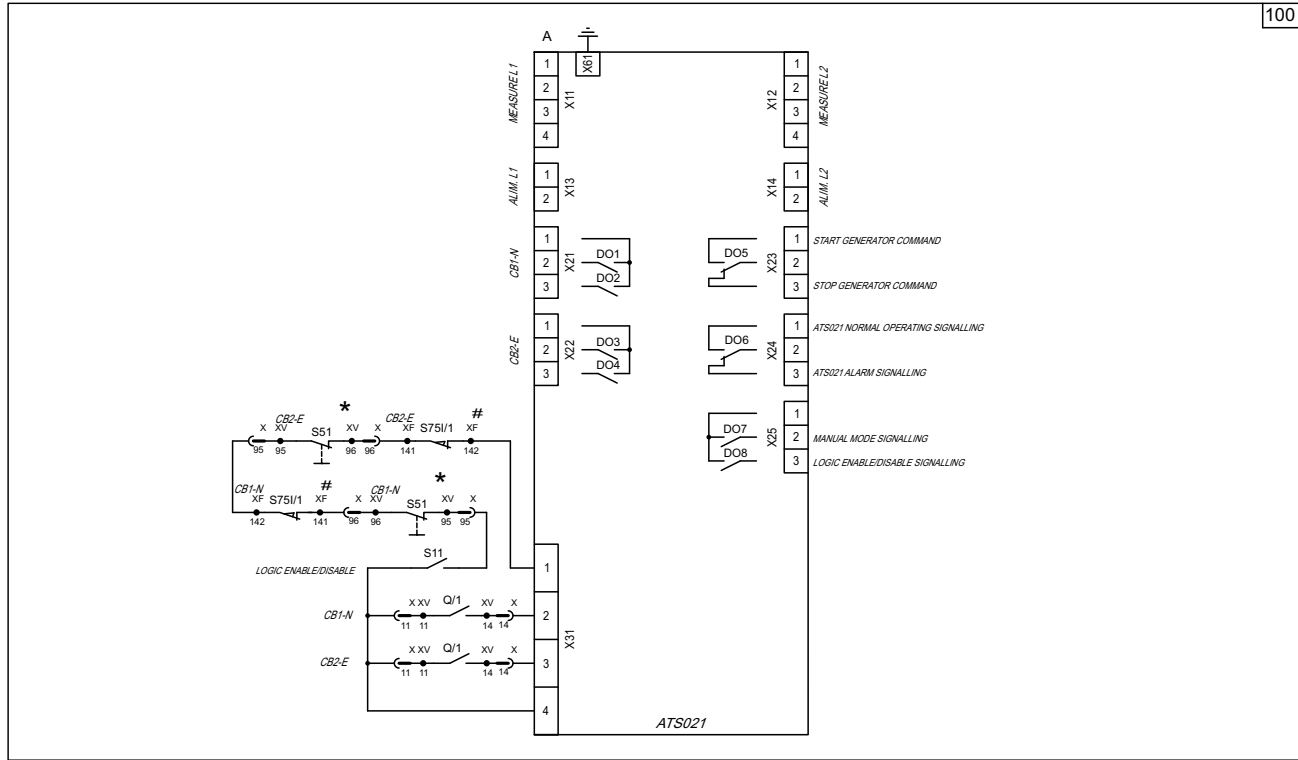 100
A
X61
MEASURE L1
1
2
3
4
X11
X12
1
2
3
4
MEASURE L2
ALIM. L1
1
2
X13
X14
1
2
ALIM. L2
CB1-N
1
2
3
X21
DO1
DO2
DO5
X23
1
2
3
START GENERATOR COMMAND
STOP GENERATOR COMMAND
CB2-E
1
2
3
X22
DO3
DO4
DO6
X24
1
2
3
ATS021 NORMAL OPERATING SIGNALLING
ATS021 ALARM SIGNALLING
DO7
DO8
X25
1
2
3
MANUAL MODE SIGNALLING
LOGIC ENABLE/DISABLE SIGNALLING
CB2-E * CB2-E #
X XV S51 XV X XF S75I/1 XF
95 95 96 96 141 142
CB1-N # CB1-N *
XF S75I/1 XF X XV S51 XV X
142 141 96 96 95 95
S11
LOGIC ENABLE/DISABLE
1
X XV Q/1 XV X
CB1-N
2
11 11 14 14
X31
X XV Q/1 XV X
CB2-E
3
11 11 14 14
4
ATS021